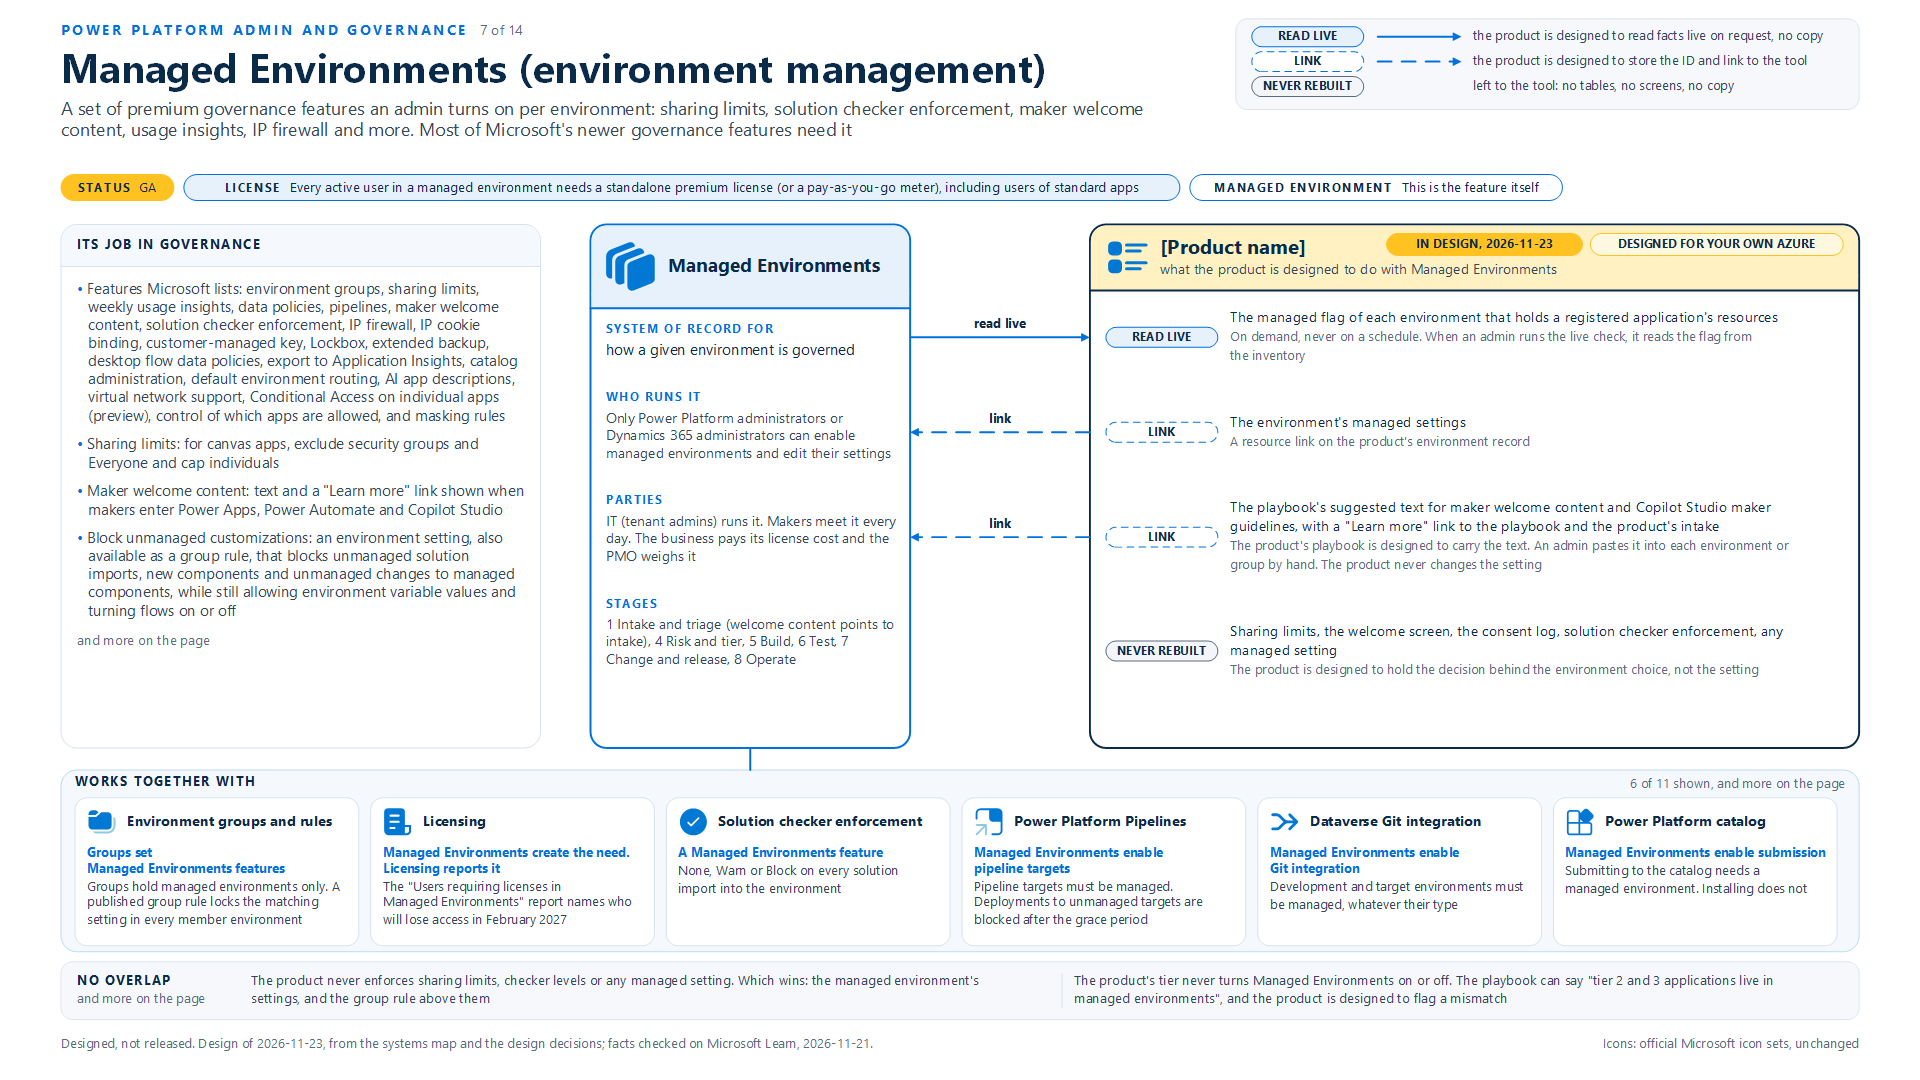 POWER PLATFORM ADMIN AND GOVERNANCE 7 of 14
Managed Environments (environment management)
A set of premium governance features an admin turns on per environment: sharing limits, solution checker enforcement, maker welcome
content, usage insights, IP firewall and more. Most of Microsoft's newer governance features need it
READ LIVE the product is designed to read facts live on request, no copy
LINK the product is designed to store the ID and link to the tool
NEVER REBUILT left to the tool: no tables, no screens, no copy
STATUS GA
LICENSE Every active user in a managed environment needs a standalone premium license (or a pay-as-you-go meter), including users of standard apps
MANAGED ENVIRONMENT This is the feature itself
ITS JOB IN GOVERNANCE
• Features Microsoft lists: environment groups, sharing limits,
weekly usage insights, data policies, pipelines, maker welcome
content, solution checker enforcement, IP firewall, IP cookie
binding, customer-managed key, Lockbox, extended backup,
desktop flow data policies, export to Application Insights, catalog
administration, default environment routing, AI app descriptions,
virtual network support, Conditional Access on individual apps
(preview), control of which apps are allowed, and masking rules
• Sharing limits: for canvas apps, exclude security groups and
Everyone and cap individuals
• Maker welcome content: text and a "Learn more" link shown when
makers enter Power Apps, Power Automate and Copilot Studio
• Block unmanaged customizations: an environment setting, also
available as a group rule, that blocks unmanaged solution
imports, new components and unmanaged changes to managed
components, while still allowing environment variable values and
turning flows on or off
and more on the page
Managed Environments
SYSTEM OF RECORD FOR
how a given environment is governed
WHO RUNS IT
Only Power Platform administrators or
Dynamics 365 administrators can enable
managed environments and edit their settings
PARTIES
IT (tenant admins) runs it. Makers meet it every
day. The business pays its license cost and the
PMO weighs it
STAGES
1 Intake and triage (welcome content points to
intake), 4 Risk and tier, 5 Build, 6 Test, 7
Change and release, 8 Operate
read live
link
link
[Product name]
IN DESIGN, 2026-11-23
DESIGNED FOR YOUR OWN AZURE
what the product is designed to do with Managed Environments
READ LIVE
The managed flag of each environment that holds a registered application's resources
On demand, never on a schedule. When an admin runs the live check, it reads the flag from
the inventory
LINK
The environment's managed settings
A resource link on the product's environment record
LINK
The playbook's suggested text for maker welcome content and Copilot Studio maker
guidelines, with a "Learn more" link to the playbook and the product's intake
The product's playbook is designed to carry the text. An admin pastes it into each environment or
group by hand. The product never changes the setting
NEVER REBUILT
Sharing limits, the welcome screen, the consent log, solution checker enforcement, any
managed setting
The product is designed to hold the decision behind the environment choice, not the setting
WORKS TOGETHER WITH
6 of 11 shown, and more on the page
Environment groups and rules
Groups set
Managed Environments features
Groups hold managed environments only. A
published group rule locks the matching
setting in every member environment
Licensing
Managed Environments create the need.
Licensing reports it
The "Users requiring licenses in
Managed Environments" report names who
will lose access in February 2027
Solution checker enforcement
A Managed Environments feature
None, Warn or Block on every solution
import into the environment
Power Platform Pipelines
Managed Environments enable
pipeline targets
Pipeline targets must be managed.
Deployments to unmanaged targets are
blocked after the grace period
Dataverse Git integration
Managed Environments enable
Git integration
Development and target environments must
be managed, whatever their type
Power Platform catalog
Managed Environments enable submission
Submitting to the catalog needs a
managed environment. Installing does not
NO OVERLAP
and more on the page
The product never enforces sharing limits, checker levels or any managed setting. Which wins: the managed environment's
settings, and the group rule above them
The product's tier never turns Managed Environments on or off. The playbook can say "tier 2 and 3 applications live in
managed environments", and the product is designed to flag a mismatch
Designed, not released. Design of 2026-11-23, from the systems map and the design decisions; facts checked on Microsoft Learn, 2026-11-21.
Icons: official Microsoft icon sets, unchanged